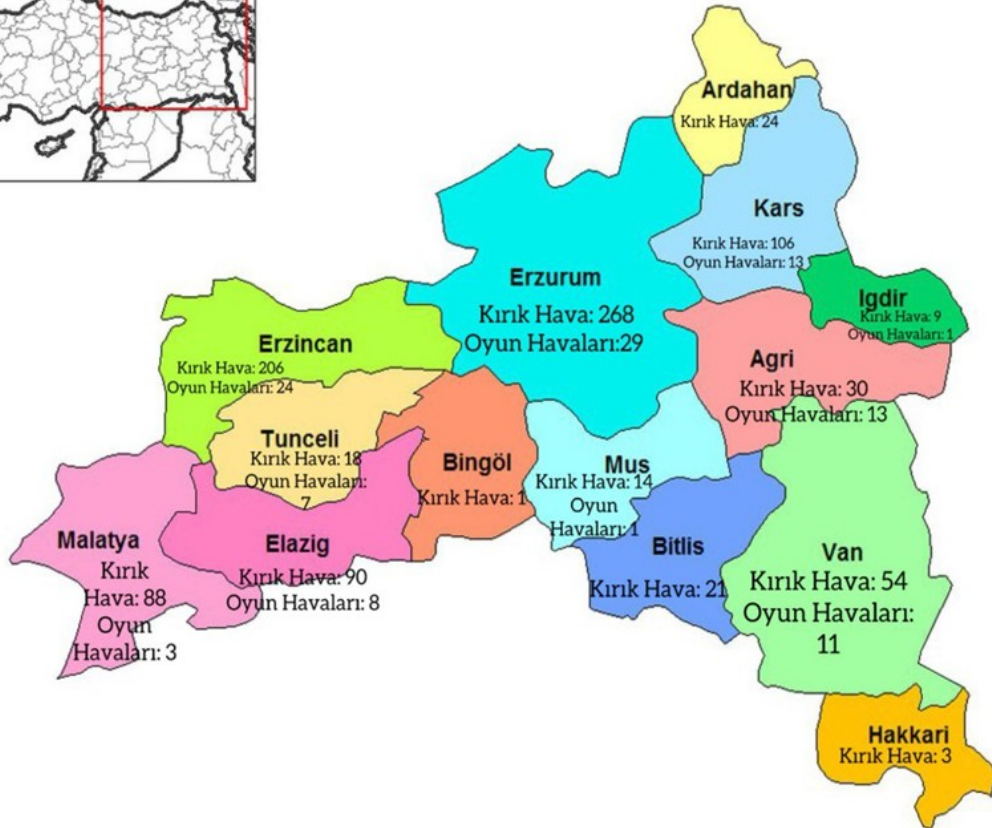 Ardahan
Kırık Hava: 24
Kars
Kırık Hava: 106
Oyun Havaları: 13
Erzurum
Kırık Hava: 268
Oyun Havaları:29
Igdir
Kırık Hava: 9
Oyun Havaları: 1
Erzincan
Kırık Hava: 206
Oyun Havaları: 24
Agri
Kırık Hava: 30
Oyun Havaları: 13
Tunceli
Kırık Hava: 18
Oyun Havaları:
7
Bingöl
Kırık Hava: 1
Mus
Kırık Hava: 14
Oyun
Havaları: 1
Malatya
Kırık
Hava: 88
Oyun
Havaları: 3
Elazig
Kırık Hava: 90
Oyun Havaları: 8
Bitlis
Kırık Hava: 21
Van
Kırık Hava: 54
Oyun Havaları:
11
Hakkari
Kırık Hava: 3